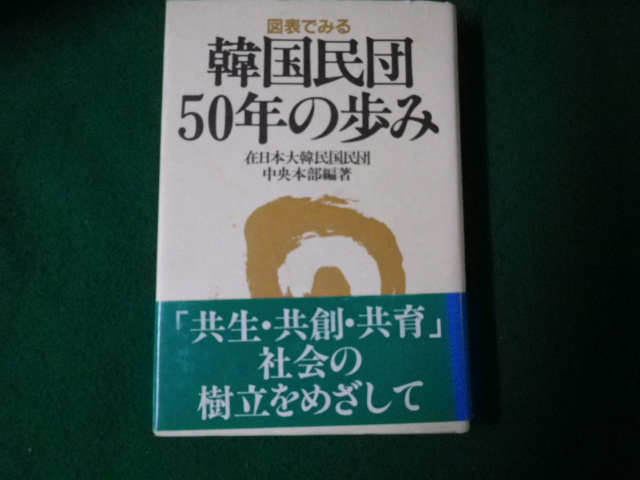 図表でみる
韓国民団
50年の歩み
在日本大韓民国民団
中央本部編著
「共生・共創・共育」
社会の
樹立をめざして